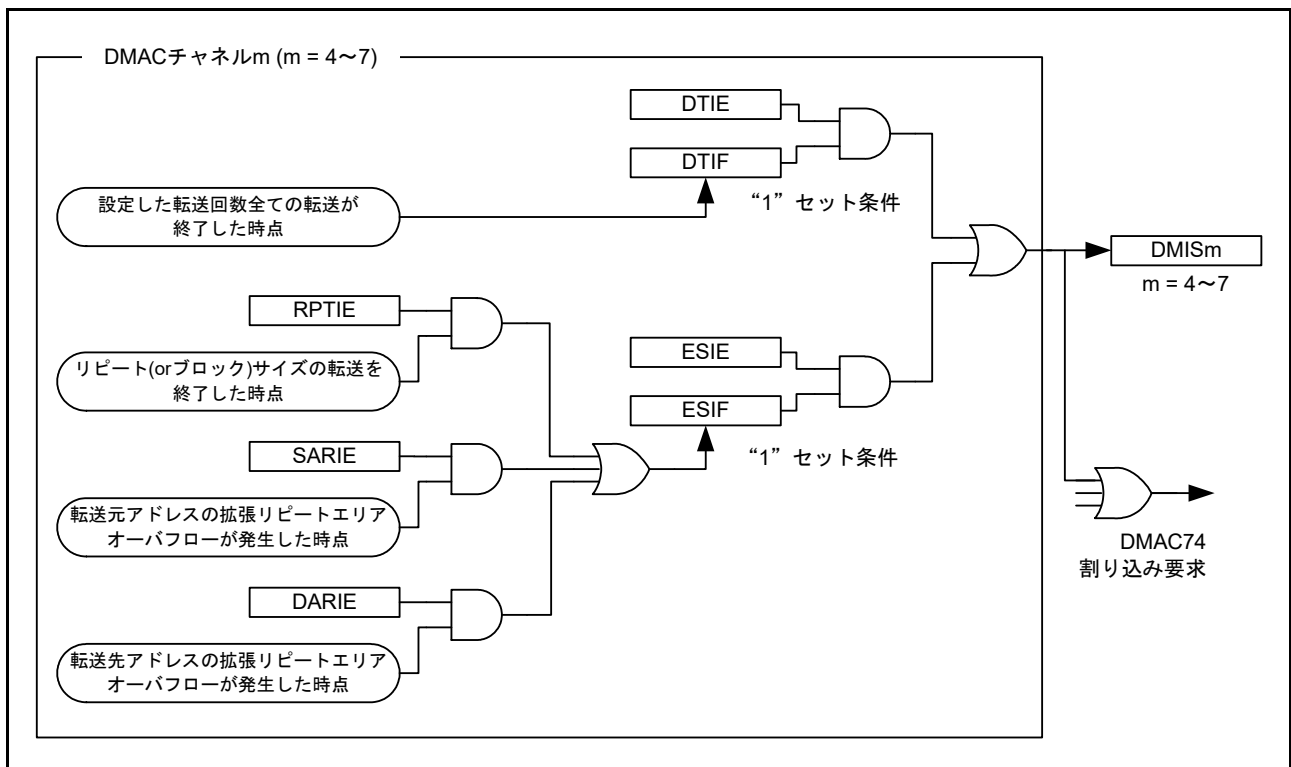 DMACチャネルm (m = 4～7)
DTIE
DTIF
“1”セット条件
設定した転送回数全ての転送が
終了した時点
DMISm
m = 4～7
RPTIE
リピート(orブロック)サイズの転送を
終了した時点
ESIE
ESIF
“1”セット条件
SARIE
転送元アドレスの拡張リピートエリア
オーバフローが発生した時点
DMAC74
割り込み要求
DARIE
転送先アドレスの拡張リピートエリア
オーバフローが発生した時点